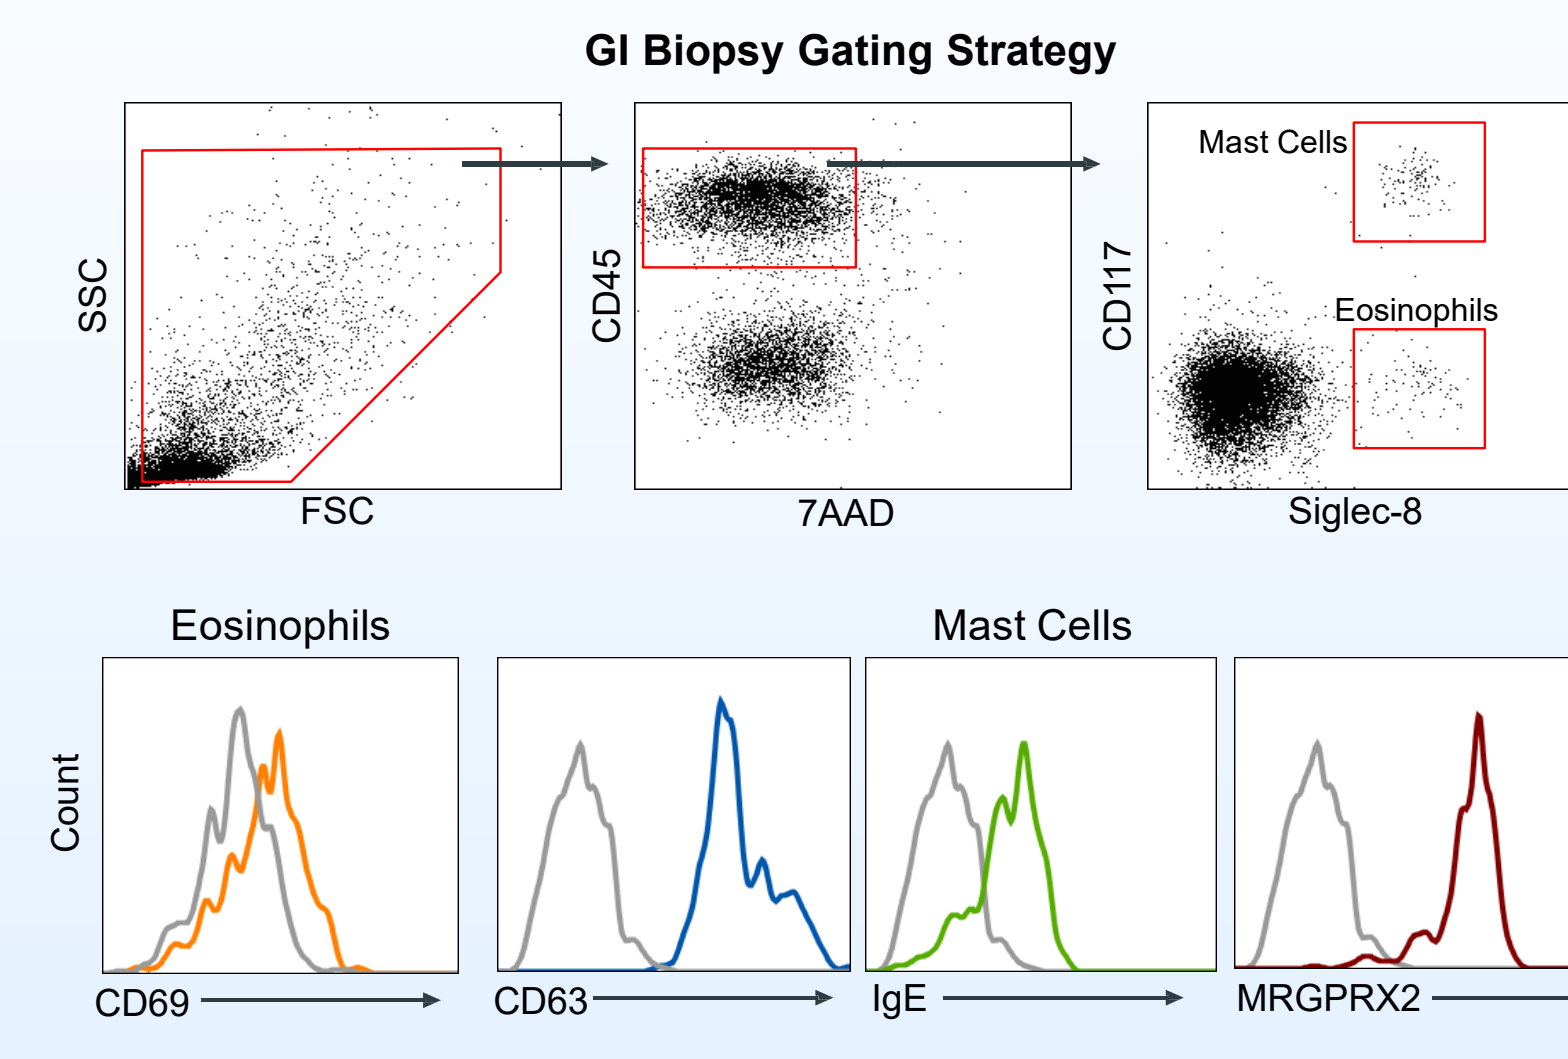 GI Biopsy Gating Strategy
SSC
FSC
CD45
7AAD
CD117
Mast Cells
Eosinophils
Siglec-8
Eosinophils
Mast Cells
Count
CD69
CD63
IgE
MRGPRX2